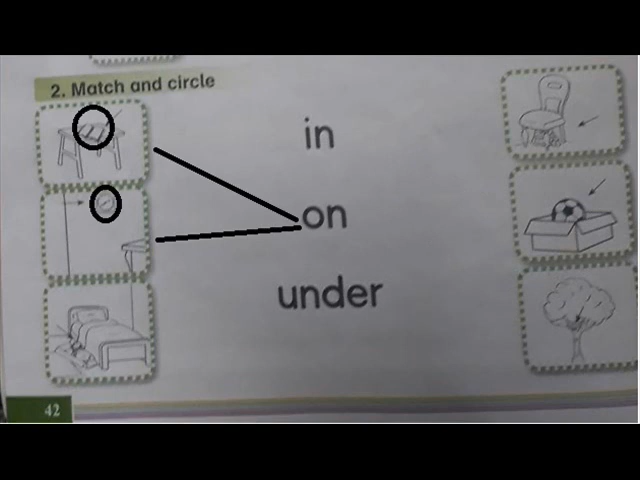 2. Match and circle
in
on
under
42